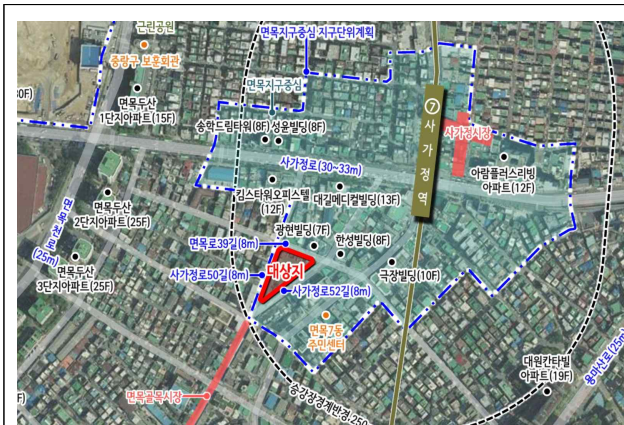 근린공원
중랑구 보훈회관
면목지구중심 지구단위계획
30F)
면목두산
1단지아파트(15F)
면목지구중심
송학드림타워(8F)
성윤빌딩(8F)
⑦
사가정역
사가정시장
사가정로(30~33m)
아람플러스리빙
아파트(12F)
킴스타워오피스텔
(12F)
대길메디컬빌딩(13F)
면목두산
2단지아파트(25F)
면목천로(25m)
광현빌딩(7F)
면목로39길(8m)
한성빌딩(8F)
대상지
사가정로50길(8m)
극장빌딩(10F)
면목두산
3단지아파트(25F)
사가정로52길(8m)
면목7동
주민센터
대원칸타빌
아파트(19F)
용마산로(25m)
면목골목시장
승강장경계반경 250
F)